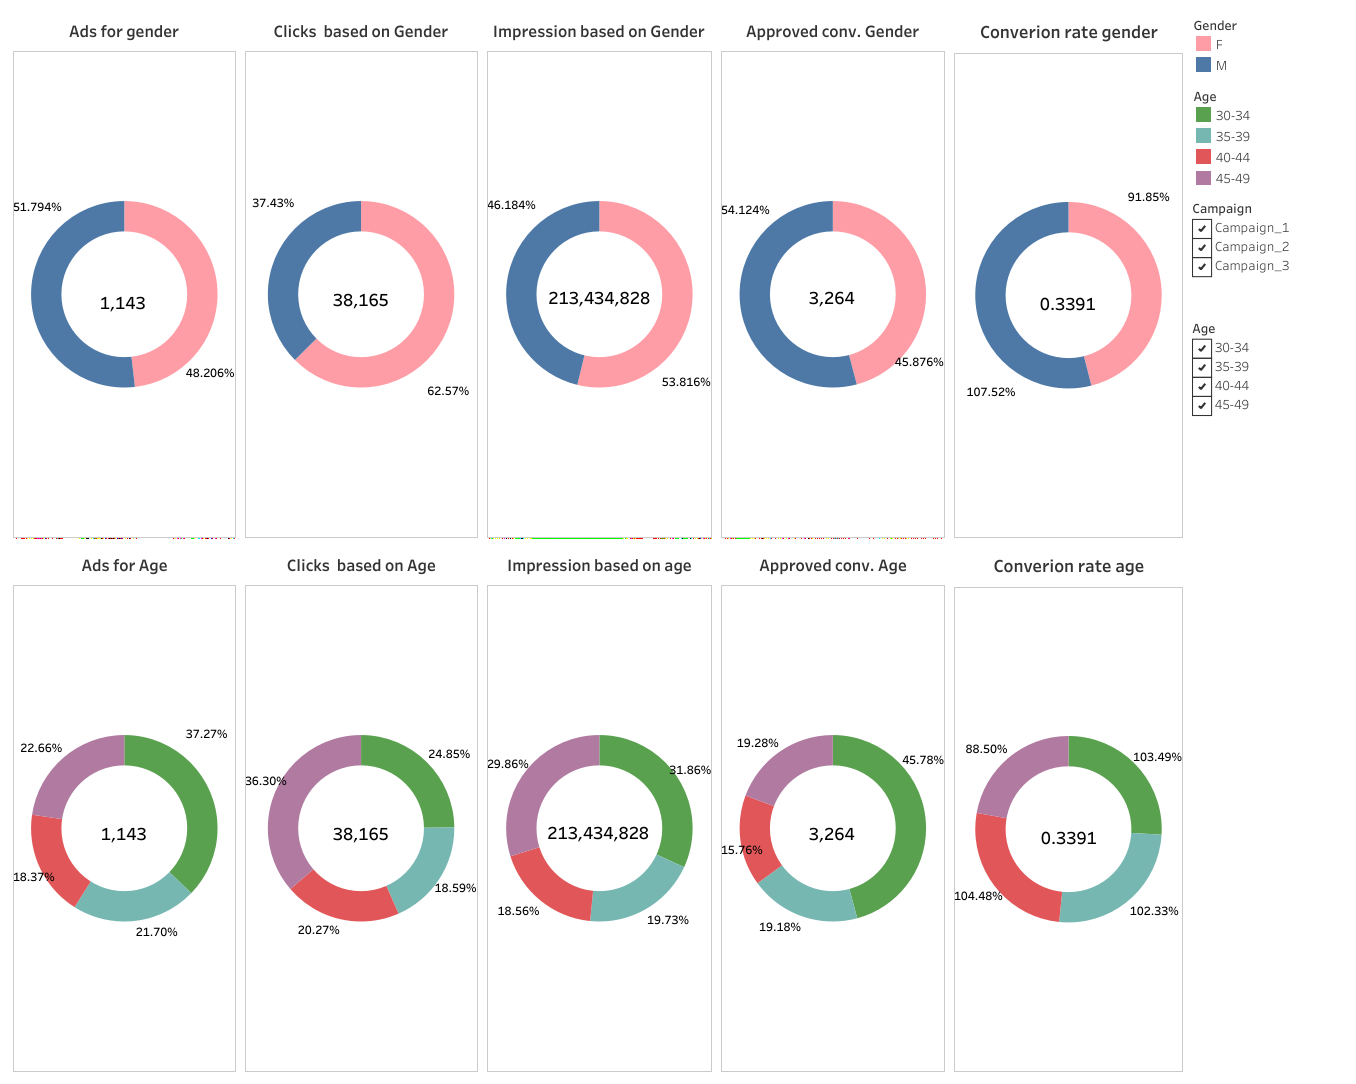 Ads for gender
51.794%
1,143
48.206%
Clicks  based on Gender
37.43%
38,165
62.57%
Impression based on Gender
46.184%
213,434,828
53.816%
Approved conv. Gender
54.124%
3,264
45.876%
Converion rate gender
91.85%
0.3391
107.52%
Gender
F
M
Age
30-34
35-39
40-44
45-49
Campaign
Campaign_1
Campaign_2
Campaign_3
Age
30-34
35-39
40-44
45-49
Ads for Age
37.27%
22.66%
1,143
18.37%
21.70%
Clicks  based on Age
24.85%
36.30%
38,165
18.59%
20.27%
Impression based on age
29.86%
31.86%
213,434,828
18.56%
19.73%
Approved conv. Age
19.28%
45.78%
3,264
15.76%
19.18%
Converion rate age
88.50%
103.49%
0.3391
104.48%
102.33%